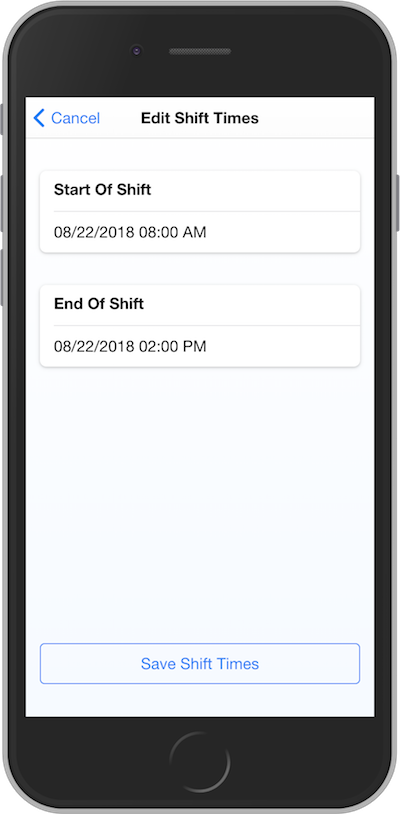 Cancel
Edit Shift Times
Start Of Shift
08/22/2018 08:00 AM
End Of Shift
08/22/2018 02:00 PM
Save Shift Times